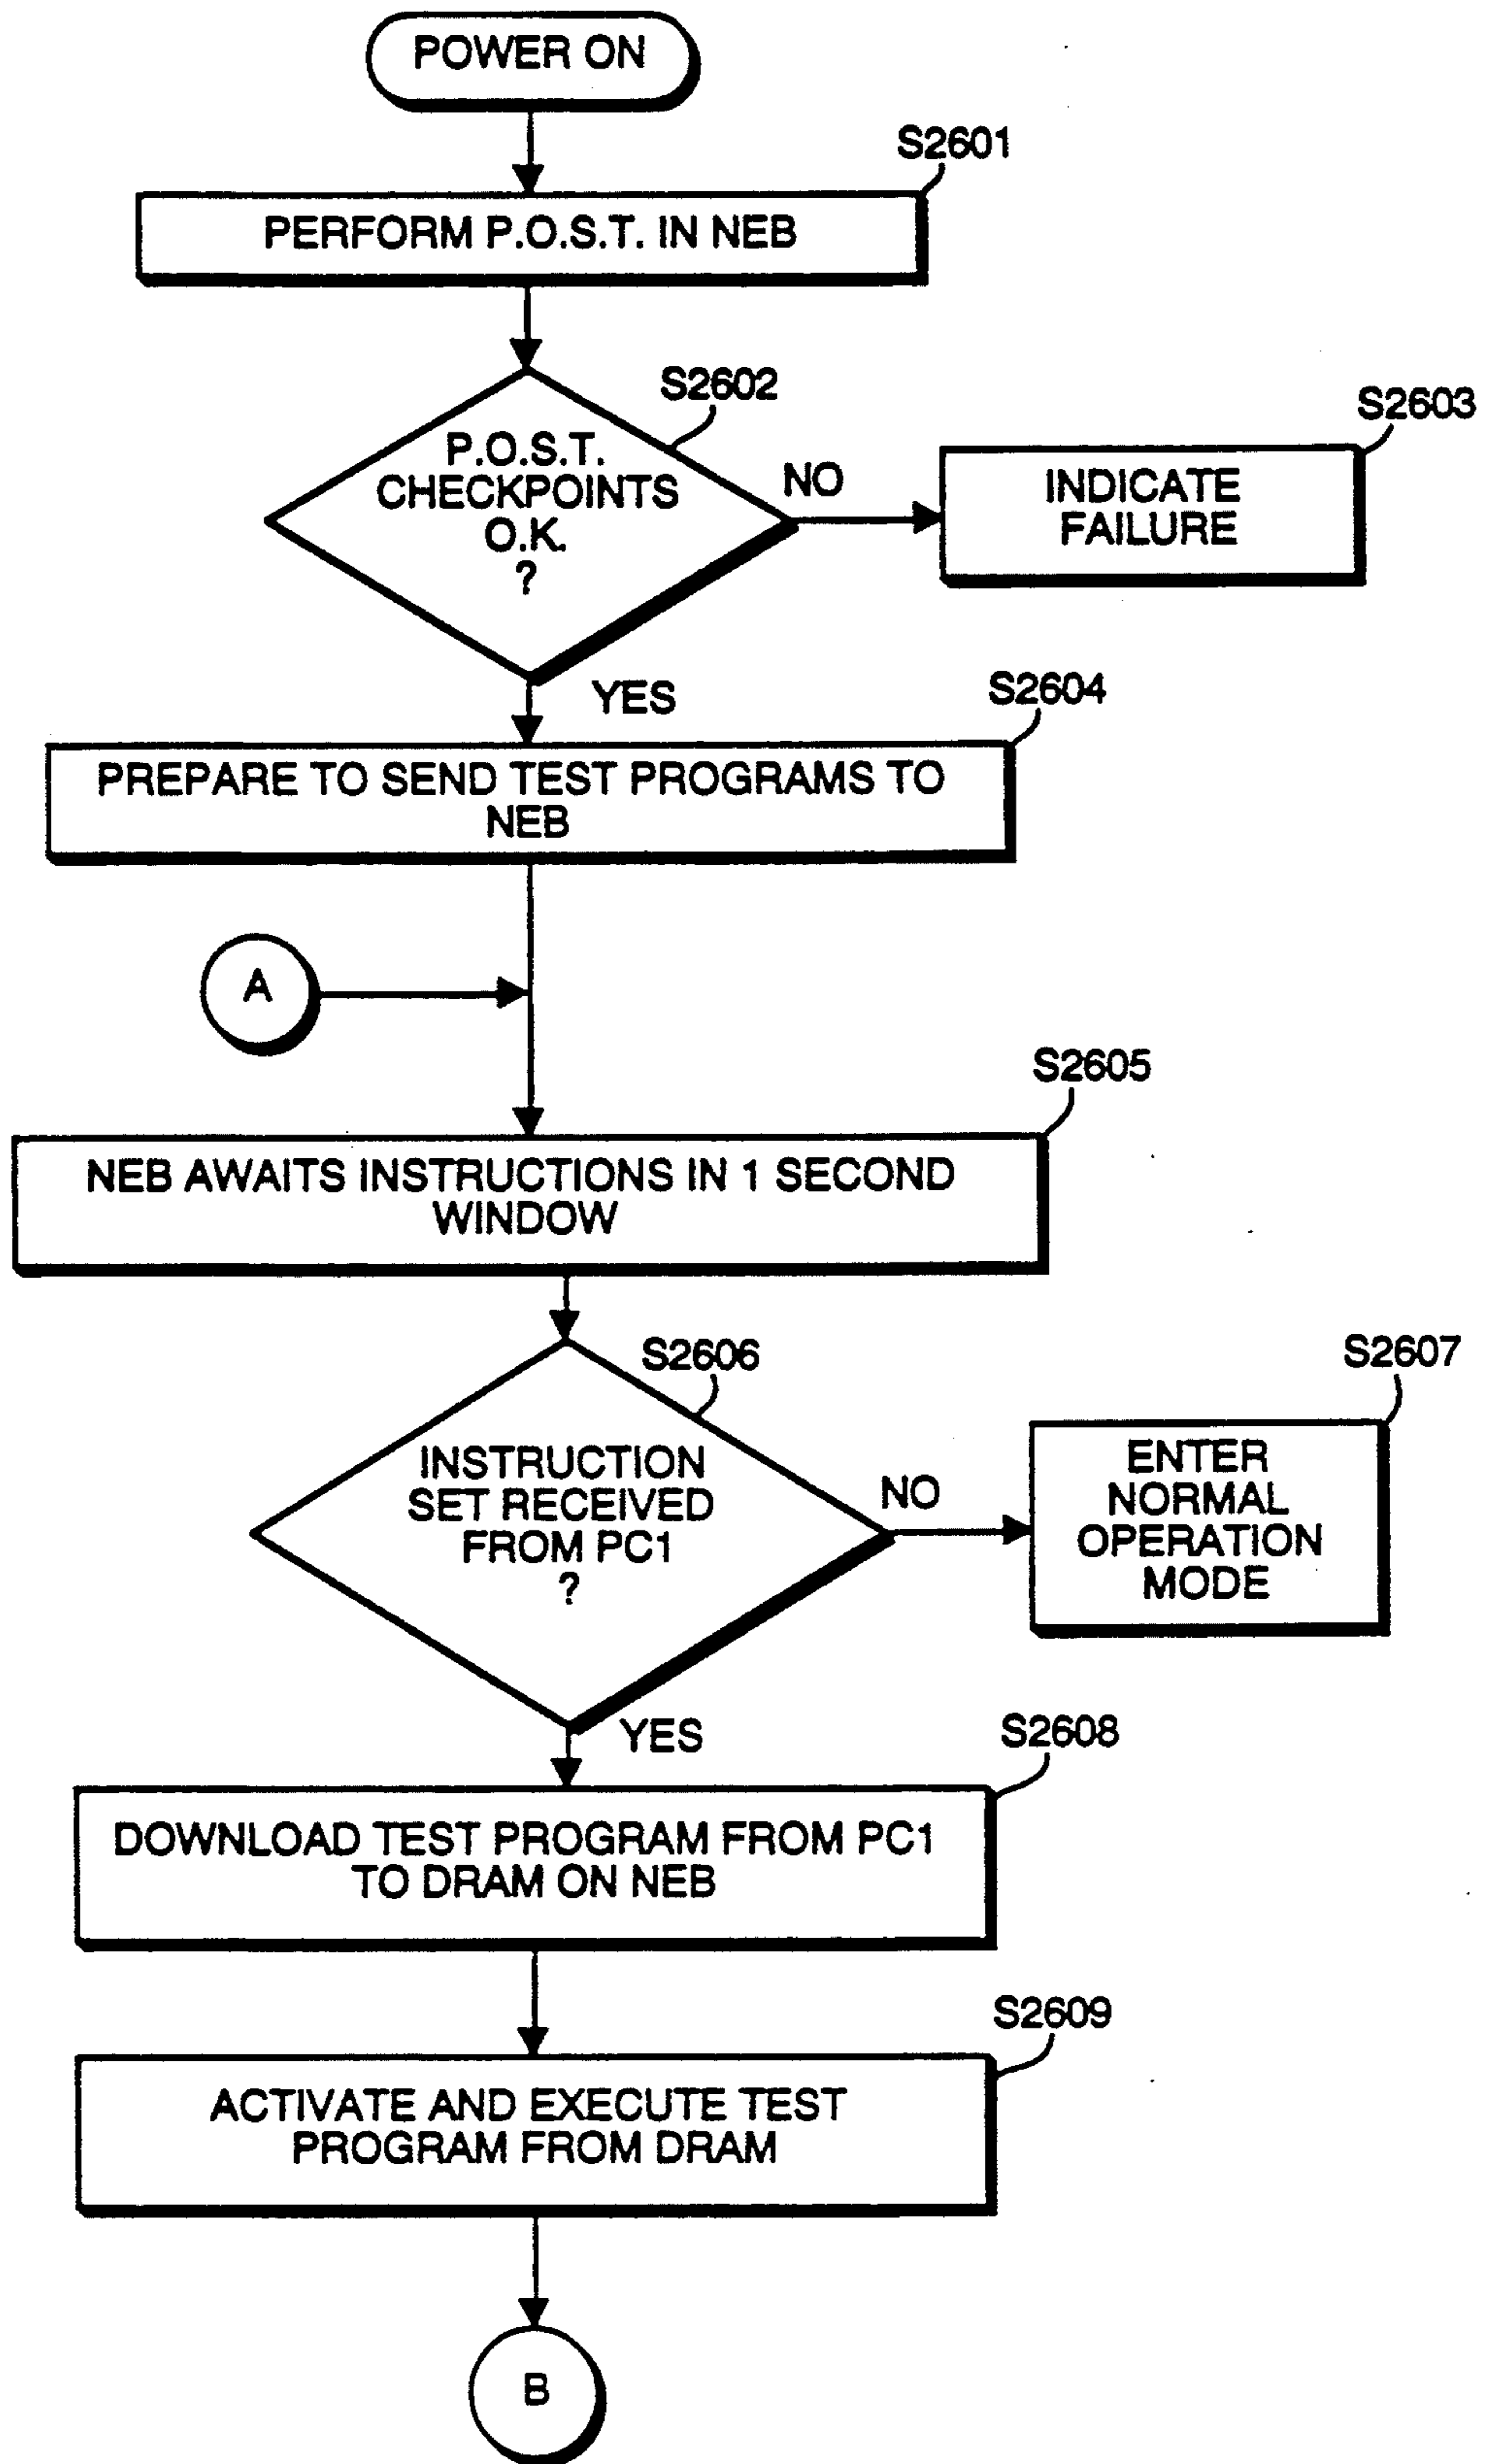 POWER ON
S2601
PERFORM P.O.S.T. IN NEB
S2602
P.O.S.T.
CHECKPOINTS
O.K.
?
NO
S2603
INDICATE
FAILURE
YES
S2604
PREPARE TO SEND TEST PROGRAMS TO
NEB
A
S2605
NEB AWAITS INSTRUCTIONS IN 1 SECOND
WINDOW
S2606
INSTRUCTION
SET RECEIVED
FROM PC1
?
NO
S2607
ENTER
NORMAL
OPERATION
MODE
YES
S2608
DOWNLOAD TEST PROGRAM FROM PC1
TO DRAM ON NEB
S2609
ACTIVATE AND EXECUTE TEST
PROGRAM FROM DRAM
B